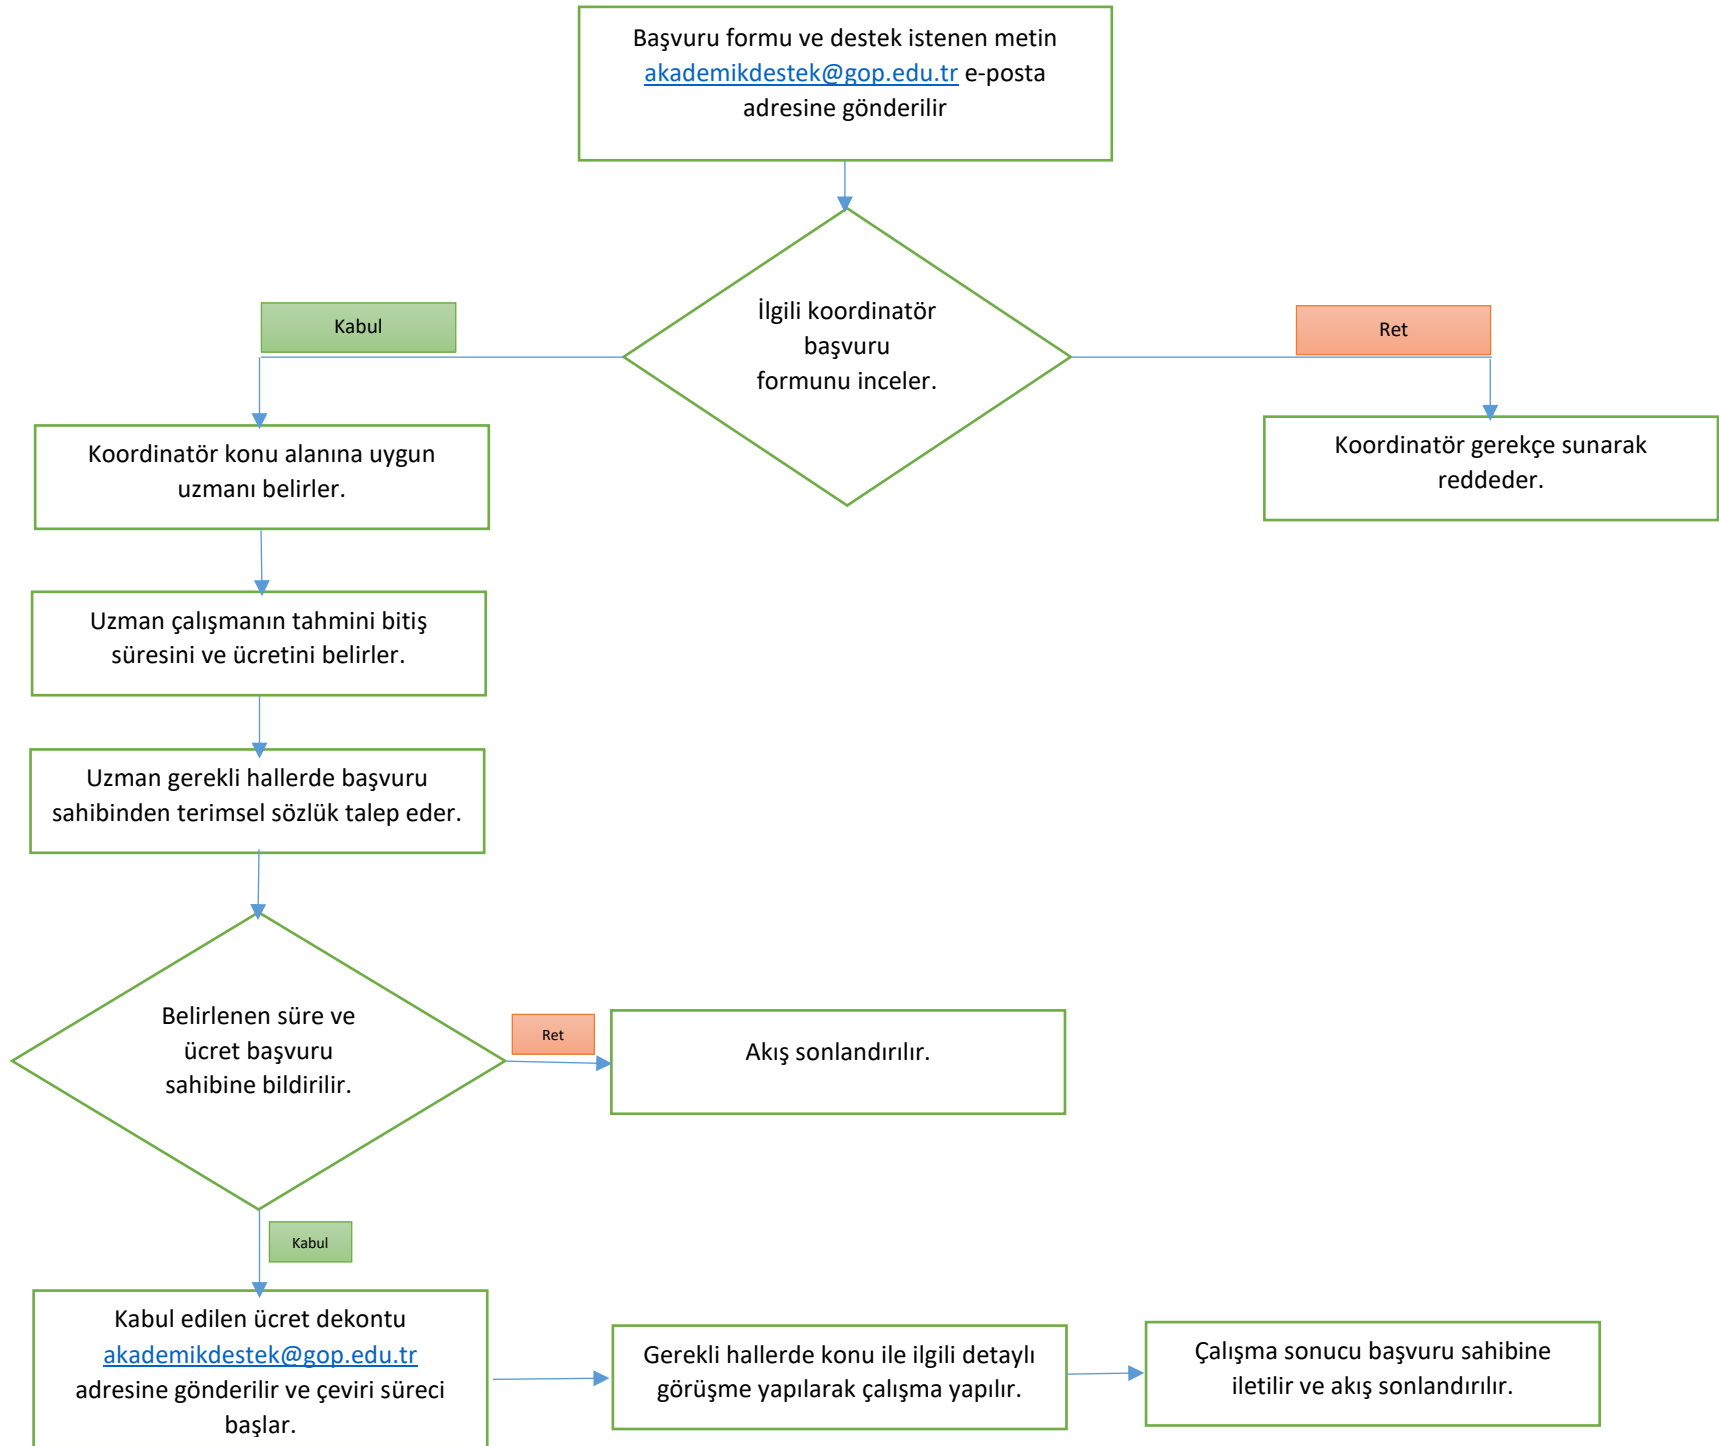 Başvuru formu ve destek istenen metin
akademikdestek@gop.edu.tr e-posta
adresine gönderilir
İlgili koordinatör
başvuru
formunu inceler.
Kabul
Ret
Koordinatör konu alanına uygun
uzmanı belirler.
Koordinatör gerekçe sunarak
reddeder.
Uzman çalışmanın tahmini bitiş
süresini ve ücretini belirler.
Uzman gerekli hallerde başvuru
sahibinden terimsel sözlük talep eder.
Belirlenen süre ve
ücret başvuru
sahibine bildirilir.
Ret
Akış sonlandırılır.
Kabul
Kabul edilen ücret dekontu
akademikdestek@gop.edu.tr
adresine gönderilir ve çeviri süreci
başlar.
Gerekli hallerde konu ile ilgili detaylı
görüşme yapılarak çalışma yapılır.
Çalışma sonucu başvuru sahibine
iletilir ve akış sonlandırılır.